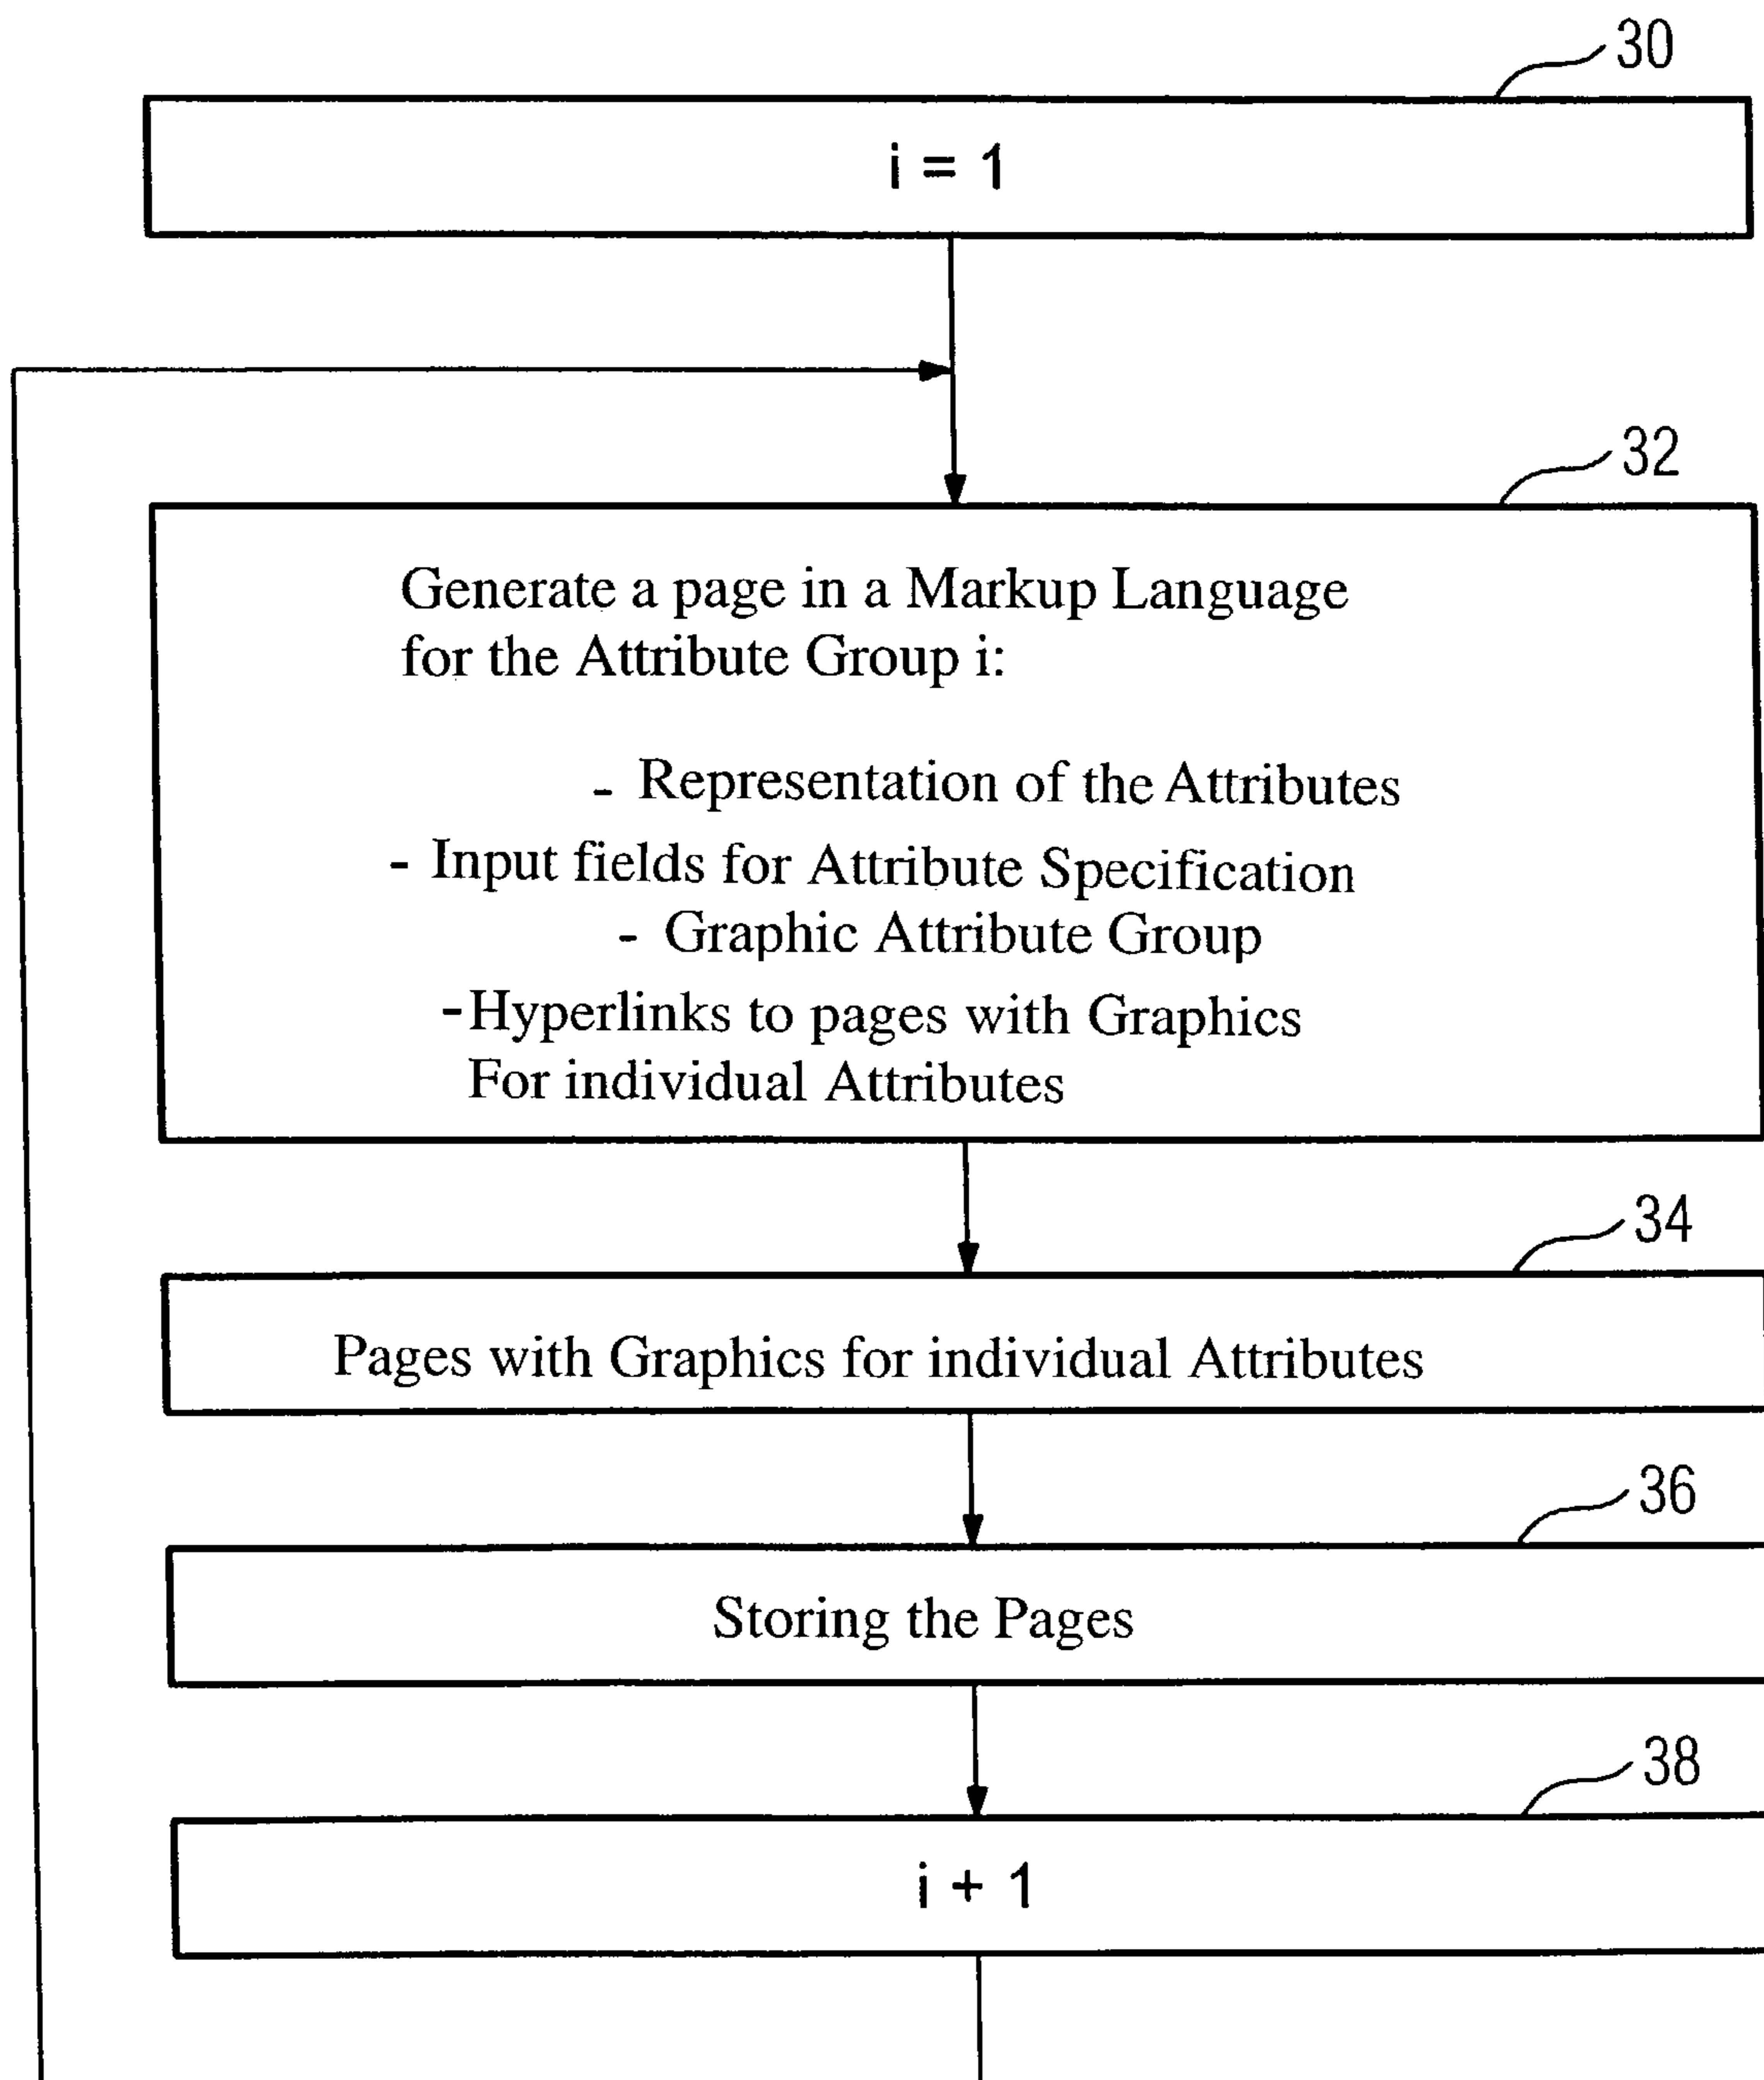 30
i = 1
32
Generate a page in a Markup Language
for the Attribute Group i:
- Representation of the Attributes
- Input fields for Attribute Specification
- Graphic Attribute Group
- Hyperlinks to pages with Graphics
For individual Attributes
34
Pages with Graphics for individual Attributes
36
Storing the Pages
38
i + 1